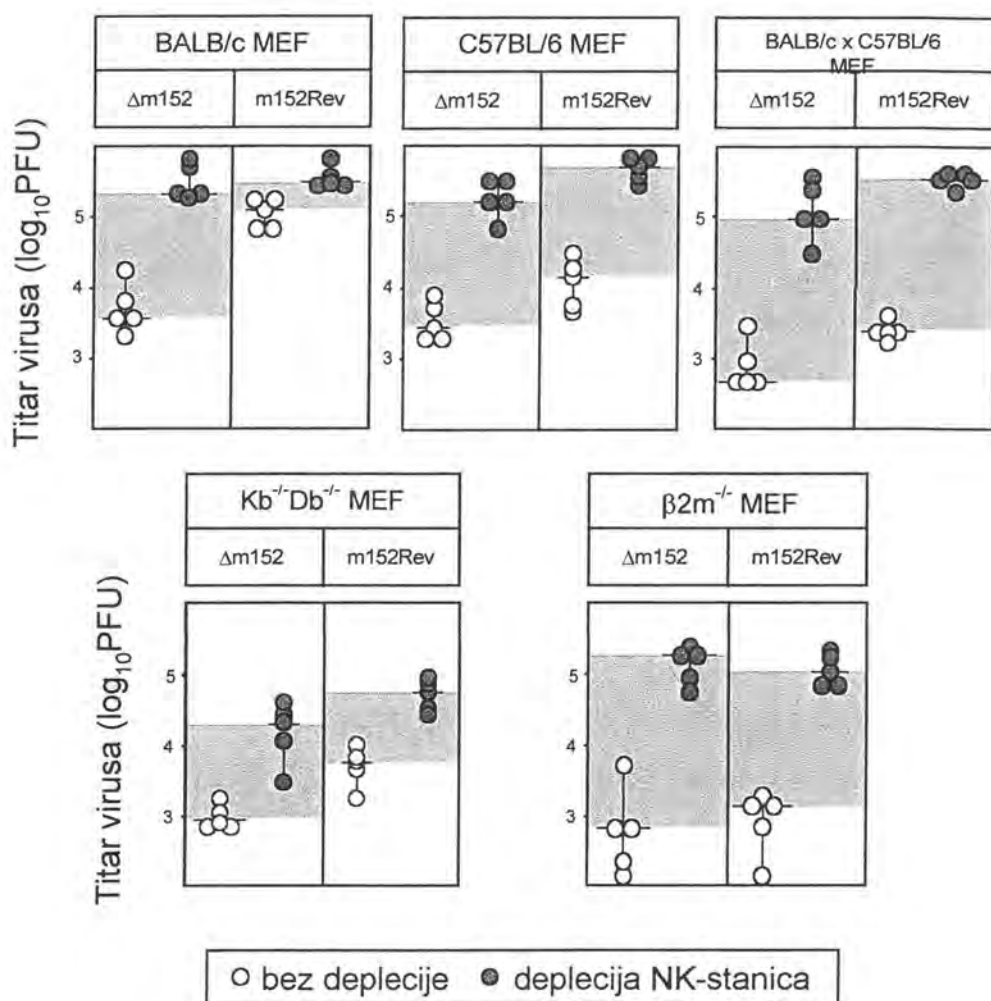 BALB/c MEF
Δm152 m152Rev
C57BL/6 MEF
Δm152 m152Rev
BALB/c x C57BL/6
MEF
Δm152 m152Rev
Titar virusa (log₁₀PFU)
5
4
3
5
4
3
5
4
3
Kb⁻/⁻Db⁻/⁻ MEF
Δm152 m152Rev
β2m⁻/⁻ MEF
Δm152 m152Rev
Titar virusa (log₁₀PFU)
5
4
3
5
4
3
bez deplecije deplecija NK-stanica